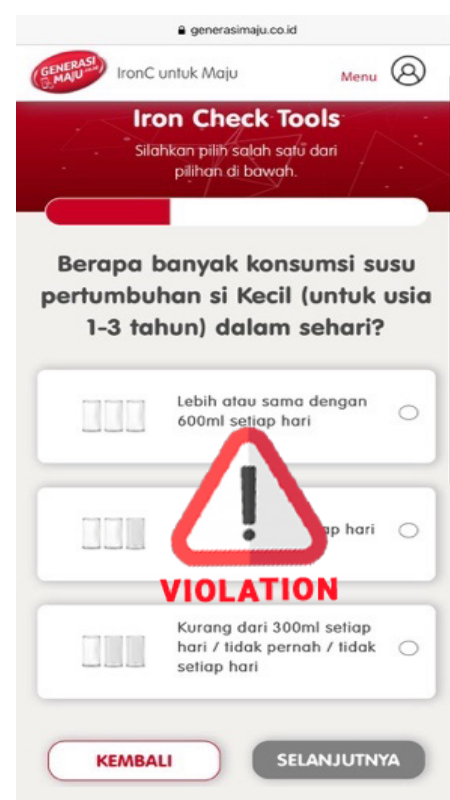 generasimaju.co.id
GENERASI
MAJU
IronC untuk Maju
Menu
Iron Check Tools
Silahkan pilih salah satu dari
pilihan di bawah.
Berapa banyak konsumsi susu
pertumbuhan si Kecil (untuk usia
1-3 tahun) dalam sehari?
Lebih atau sama dengan
600ml setiap hari
hari
VIOLATION
Kurang dari 300ml setiap
hari / tidak pernah / tidak
setiap hari
KEMBALI
SELANJUTNYA